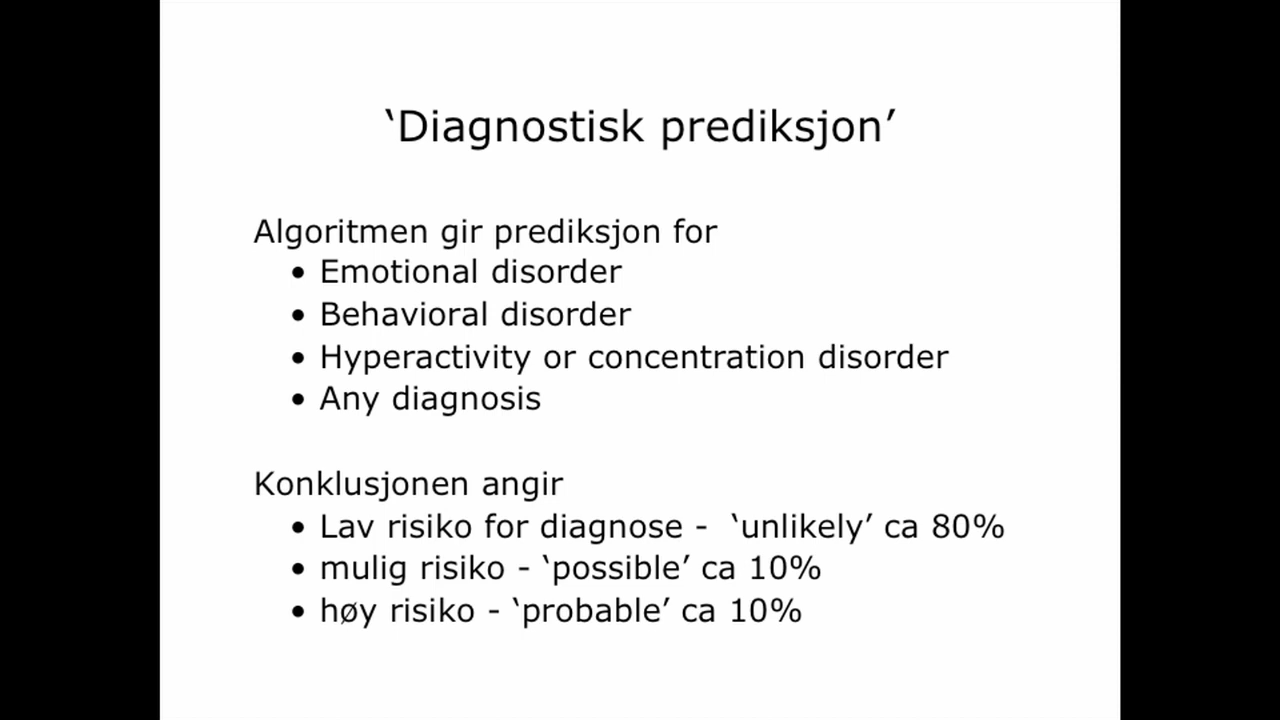 ‘Diagnostisk prediksjon’
Algoritmen gir prediksjon for
• Emotional disorder
• Behavioral disorder
• Hyperactivity or concentration disorder
• Any diagnosis
Konklusjonen angir
• Lav risiko for diagnose - ‘unlikely’ ca 80%
• mulig risiko - ‘possible’ ca 10%
• høy risiko - ‘probable’ ca 10%